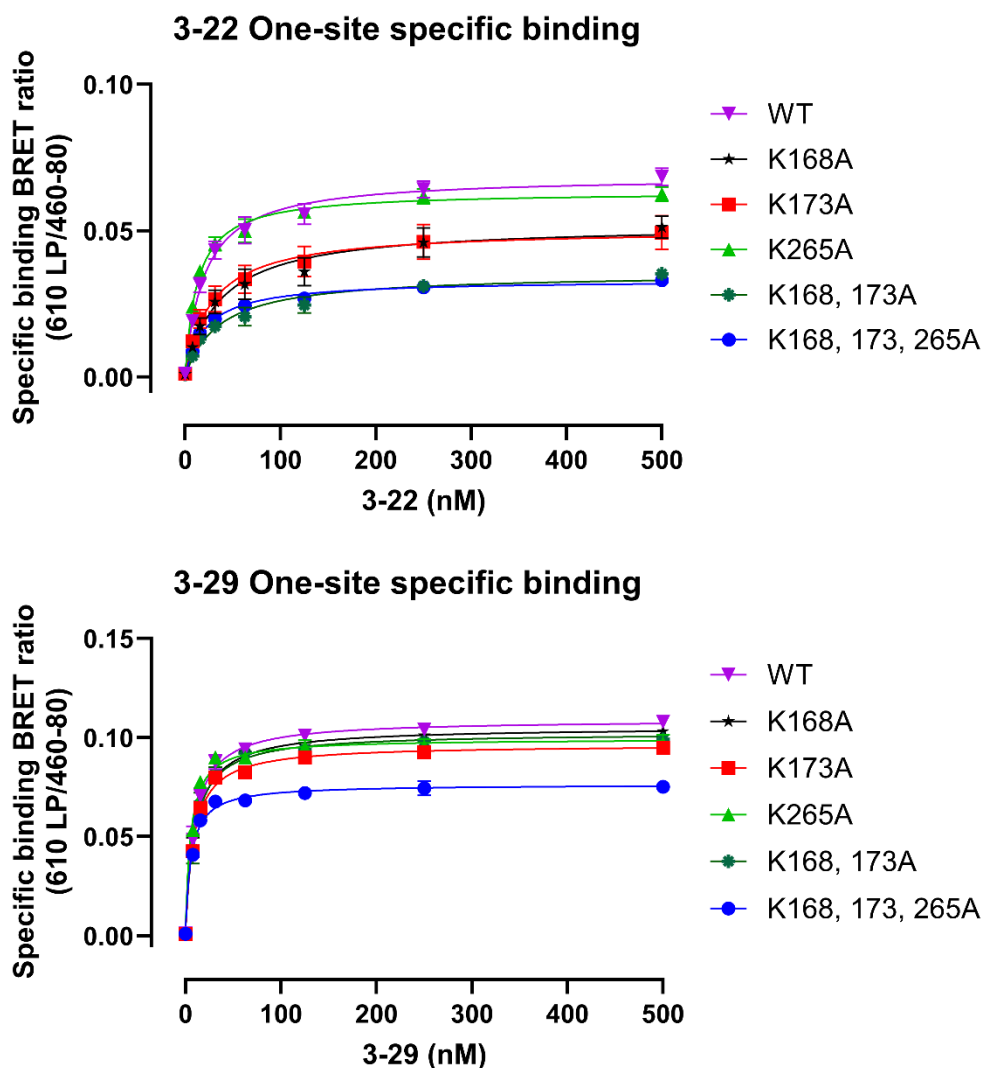 3-22 One-site specific binding
Specific binding BRET ratio
(610 LP/460-80)
0.10
0.05
0.00
0 100 200 300 400 500
3-22 (nM)
WT
K168A
K173A
K265A
K168, 173A
K168, 173, 265A
3-29 One-site specific binding
Specific binding BRET ratio
(610 LP/460-80)
0.15
0.10
0.05
0.00
0 100 200 300 400 500
3-29 (nM)
WT
K168A
K173A
K265A
K168, 173A
K168, 173, 265A